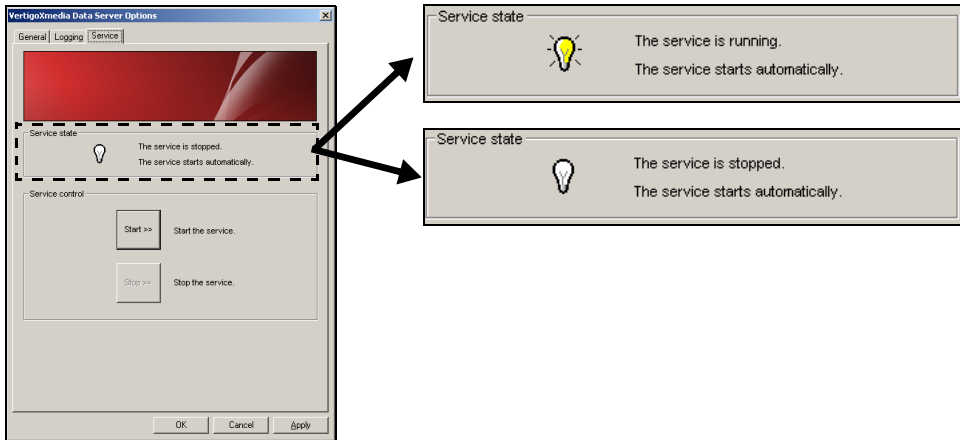 VertigoXmedia Data Server Options
General Logging Service
Service state
The service is stopped.
The service starts automatically.
Service control
Start >> Start the service.
Stop >> Stop the service.
OK Cancel Apply
Service state
The service is running.
The service starts automatically.
Service state
The service is stopped.
The service starts automatically.